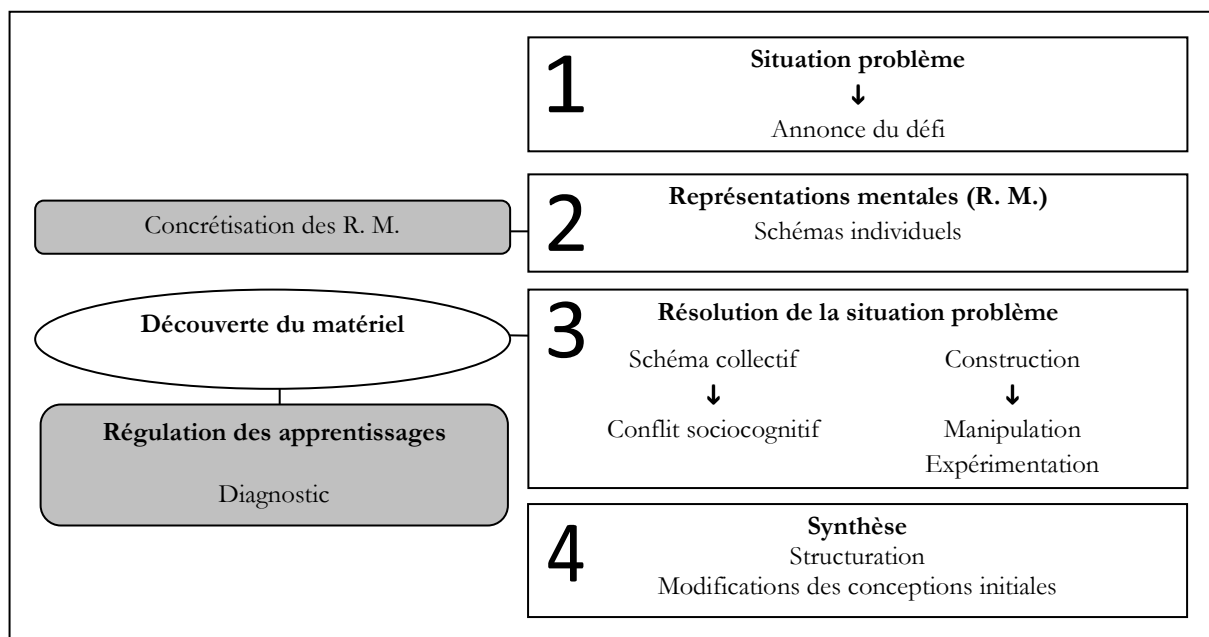 1
Situation problème
↓
Annonce du défi
Concrétisation des R. M.
2
Représentations mentales (R. M.)
Schémas individuels
Découverte du matériel
Régulation des apprentissages
Diagnostic
3
Résolution de la situation problème
Schéma collectif
↓
Conflit sociocognitif
Construction
↓
Manipulation
Expérimentation
4
Synthèse
Structuration
Modifications des conceptions initiales